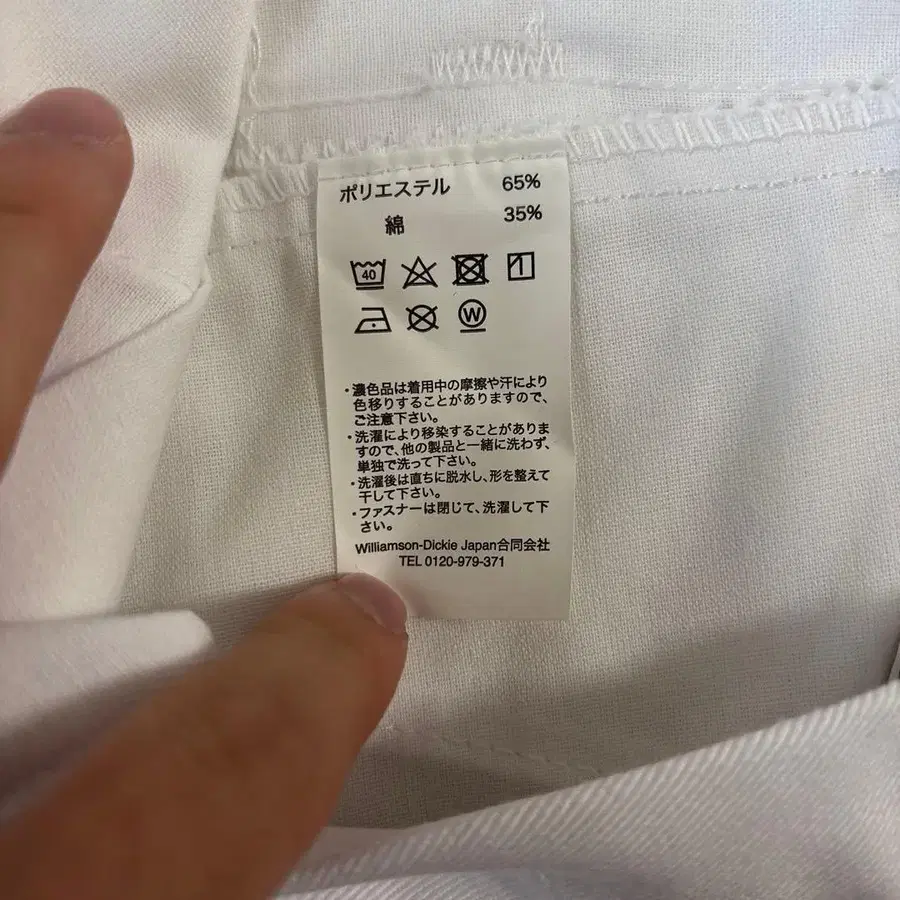 ポリエステル 65%
綿 35%
40
W
・濃色品は着用中の摩擦や汗により
色移りすることがありますので、
ご注意下さい。
・洗濯により移染することがありま
すので、他の製品と一緒に洗わず、
単独で洗って下さい。
・洗濯後は直ちに脱水し、形を整えて
干して下さい。
・ファスナーは閉じて、洗濯して下
さい。
Williamson-Dickie Japan合同会社
TEL 0120-979-371